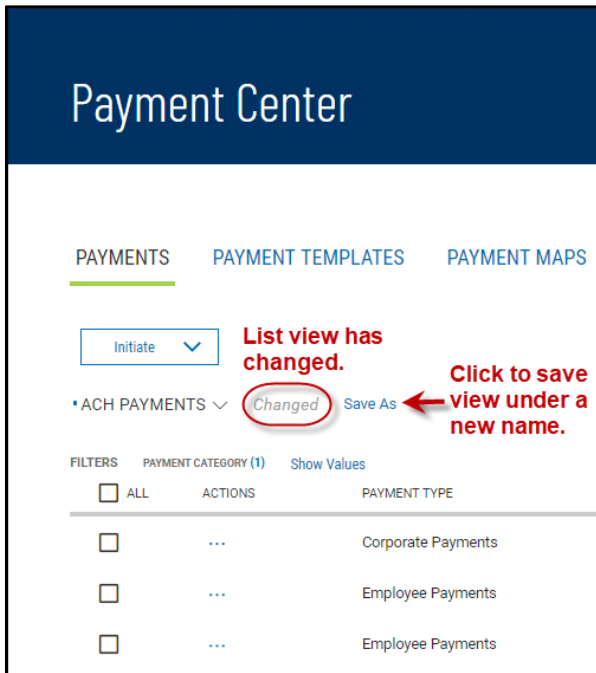 Payment Center
PAYMENTS PAYMENT TEMPLATES PAYMENT MAPS
Initiate
List view has
changed.
ACH PAYMENTS Changed Save As
Click to save
view under a
new name.
FILTERS PAYMENT CATEGORY (1) Show Values
ALL ACTIONS PAYMENT TYPE
... Corporate Payments
... Employee Payments
... Employee Payments